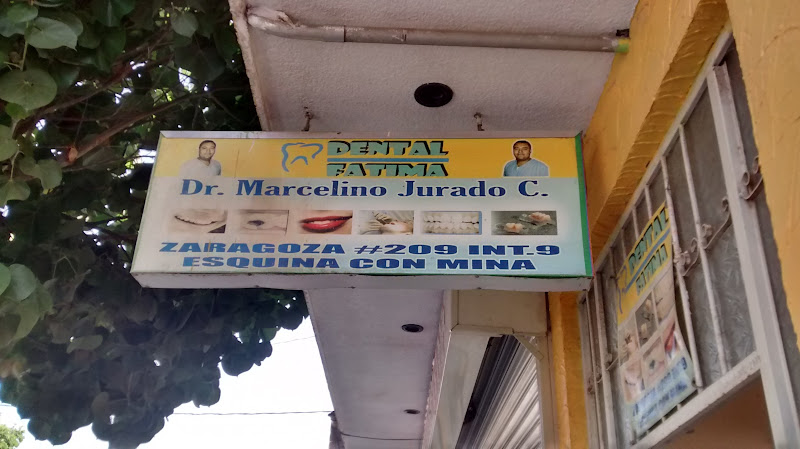 DENTAL
FATIMA
Dr. Marcelino Jurado C.
ZARAGOZA #209 INT.9
ESQUINA CON MINA
DENTAL
FATIMA